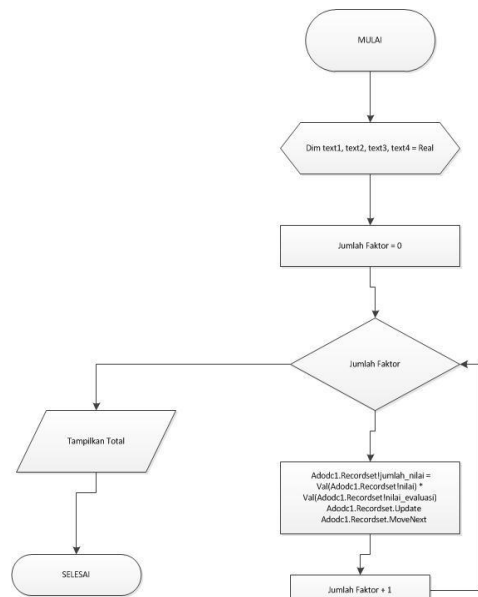 MULAI
Dim text1, text2, text3, text4 = Real
Jumlah Faktor = 0
Jumlah Faktor
Tampilkan Total
Adodc1.Recordset!jumlah_nilai =
Val(Adodc1.Recordset!nilai) *
Val(Adodc1.Recordset!nilai_evaluasi)
Adodc1.Recordset.Update
Adodc1.Recordset.MoveNext
SELESAI
Jumlah Faktor + 1